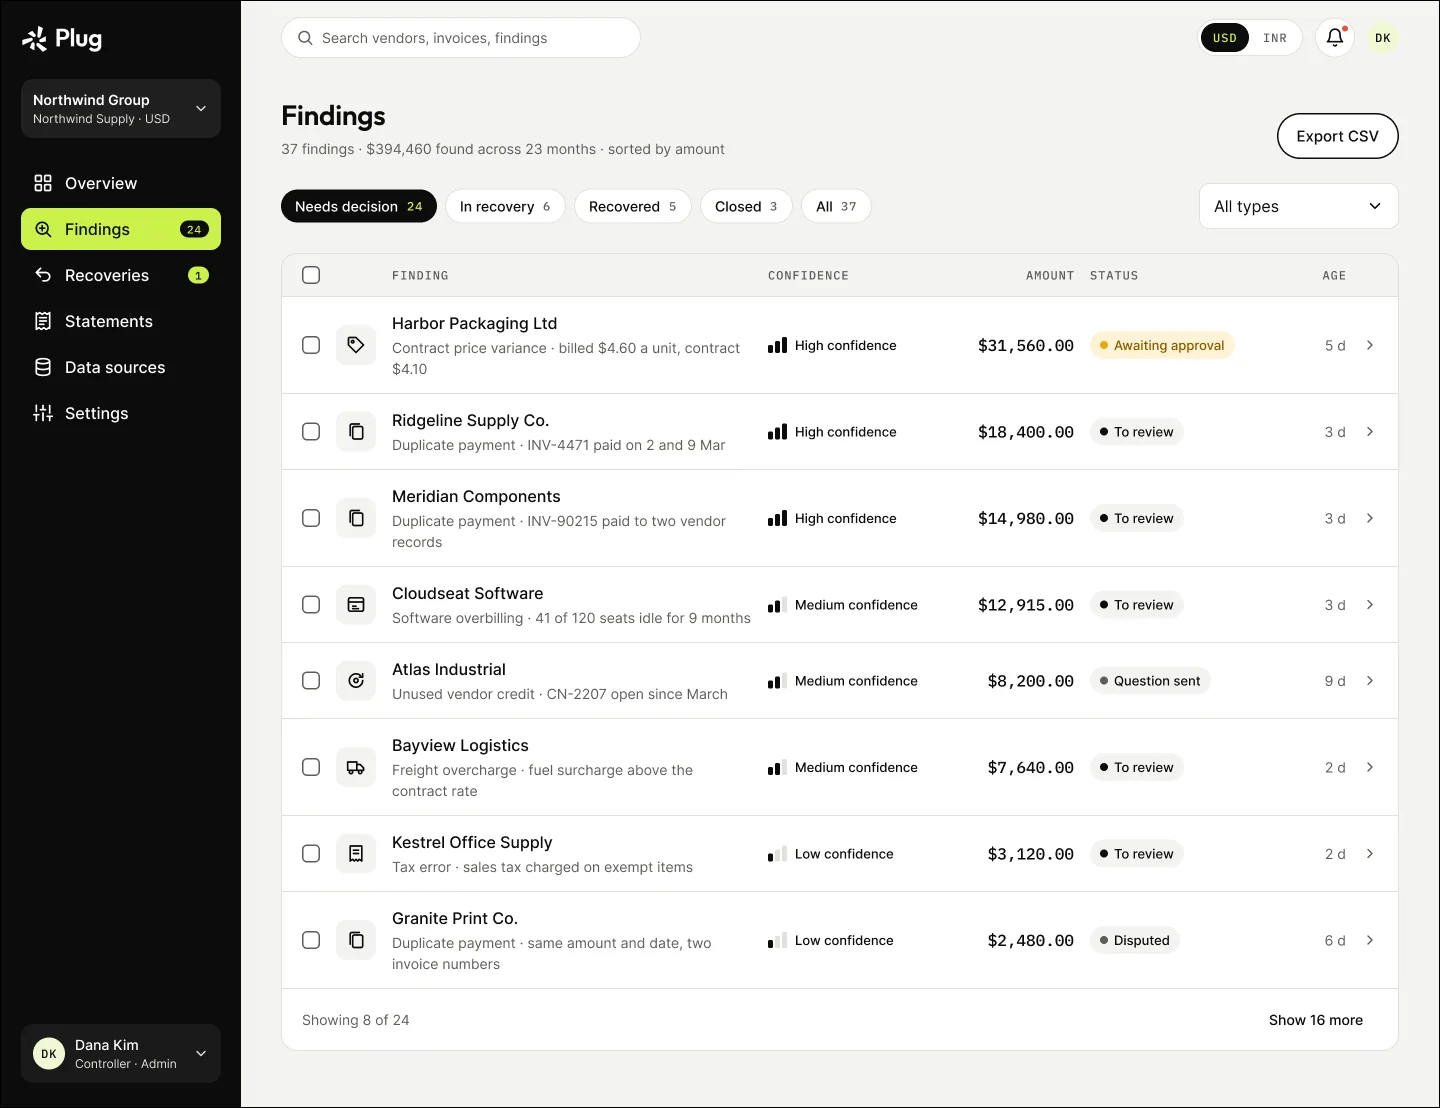 Plug
Search vendors, invoices, findings
USD INR
DK
Northwind Group
Northwind Supply · USD
Overview
Findings 24
Recoveries 1
Statements
Data sources
Settings
Dana Kim
DK
Controller · Admin
Findings
37 findings · $394,460 found across 23 months · sorted by amount
Export CSV
Needs decision 24 In recovery 6 Recovered 5 Closed 3 All 37
All types
FINDING CONFIDENCE AMOUNT STATUS AGE
Harbor Packaging Ltd
Contract price variance · billed $4.60 a unit, contract
$4.10
High confidence $31,560.00 Awaiting approval 5 d
Ridgeline Supply Co.
Duplicate payment · INV-4471 paid on 2 and 9 Mar
High confidence $18,400.00 To review 3 d
Meridian Components
Duplicate payment · INV-90215 paid to two vendor
records
High confidence $14,980.00 To review 3 d
Cloudseat Software
Software overbilling · 41 of 120 seats idle for 9 months
Medium confidence $12,915.00 To review 3 d
Atlas Industrial
Unused vendor credit · CN-2207 open since March
Medium confidence $8,200.00 Question sent 9 d
Bayview Logistics
Freight overcharge · fuel surcharge above the
contract rate
Medium confidence $7,640.00 To review 2 d
Kestrel Office Supply
Tax error · sales tax charged on exempt items
Low confidence $3,120.00 To review 2 d
Granite Print Co.
Duplicate payment · same amount and date, two
invoice numbers
Low confidence $2,480.00 Disputed 6 d
Showing 8 of 24
Show 16 more